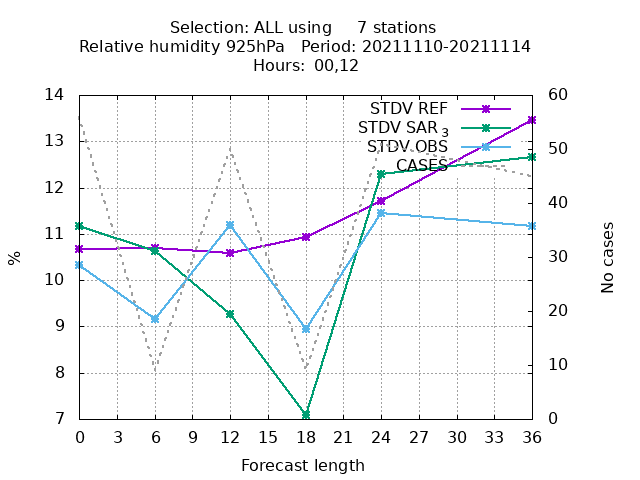 Selection: ALL using     7 stations
Relative humidity 925hPa   Period: 20211110-20211114
Hours: 00,12
14
13
12
11
10
9
8
7
%
60
50
40
30
20
10
0
No cases
STDV REF
STDV SAR3
STDV OBS
CASES
0 3 6 9 12 15 18 21 24 27 30 33 36
Forecast length